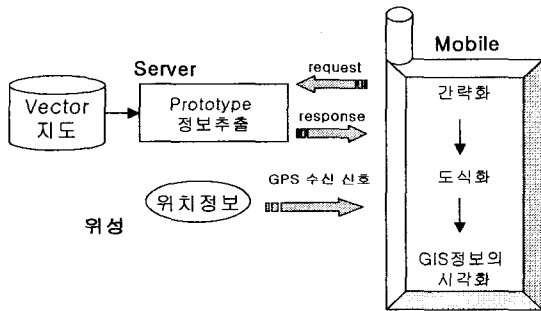 Mobile
Server
request
Vector
지도
Prototype
정보추출
response
간략화
도식화
GIS정보의
시각화
GPS 수신 신호
위치정보
위성